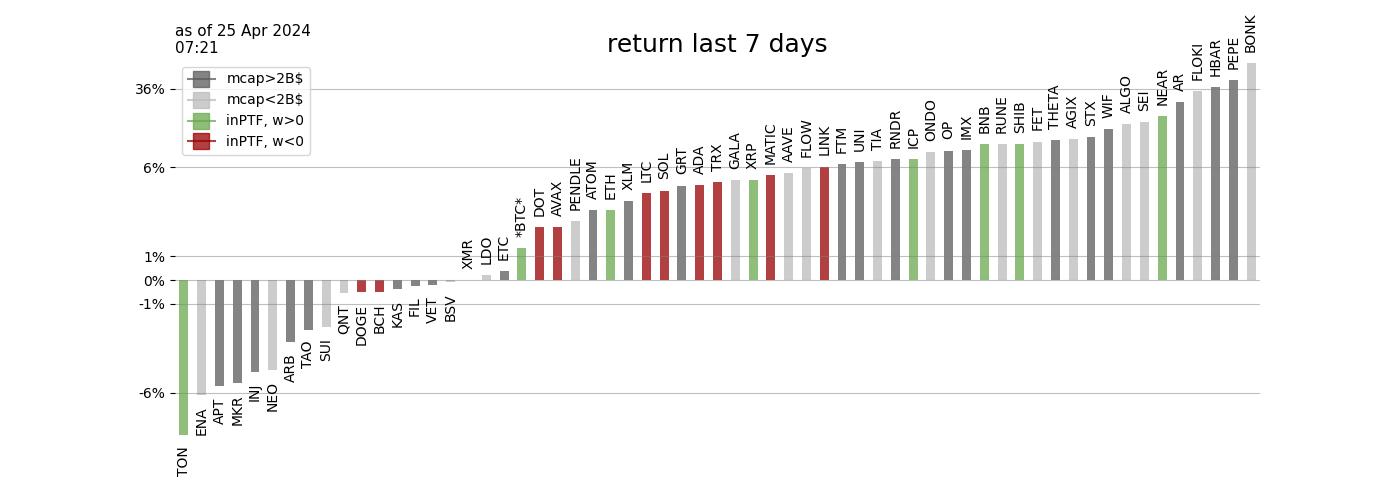 as of 25 Apr 2024
07:21
return last 7 days
mcap>2B$
mcap<2B$
inPTF, w>0
inPTF, w<0
36%
6%
1%
0%
-1%
-6%
TON
ENA
APT
MKR
INJ
NEO
ARB
TAO
SUI
QNT
DOGE
BCH
KAS
FIL
VET
BSV
XMR
LDO
ETC
*BTC*
DOT
AVAX
PENDLE
ATOM
ETH
XLM
LTC
SOL
GRT
ADA
TRX
GALA
XRP
MATIC
AAVE
FLOW
LINK
FTM
UNI
TIA
RNDR
ICP
ONDO
OP
IMX
BNB
RUNE
SHIB
FET
THETA
AGIX
STX
WIF
ALGO
SEI
NEAR
AR
FLOKI
HBAR
PEPE
BONK